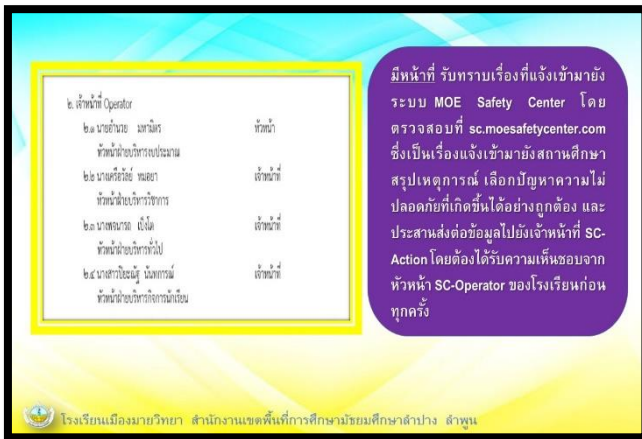 ๒. เจ้าหน้าที่ Operator
๒.๑ นายอำนวย มหามิตร หัวหน้า
หัวหน้าฝ่ายบริหารงบประมาณ
๒.๒ นางเครือวัลย์ หมอยา เจ้าหน้าที่
หัวหน้าฝ่ายบริหารวิชาการ
๒.๓ นางพจนารถ เป็งโต เจ้าหน้าที่
หัวหน้าฝ่ายบริหารทั่วไป
๒.๔ นางสาวปิยะณัฐ นันทการณ์ เจ้าหน้าที่
หัวหน้าฝ่ายบริหารกิจการนักเรียน
มีหน้าที่ รับทราบเรื่องที่แจ้งเข้ามายัง
ระบบ MOE Safety Center โดย
ตรวจสอบที่ sc.moesafetycenter.com
ซึ่งเป็นเรื่องแจ้งเข้ามายังสถานศึกษา
สรุปเหตุการณ์ เลือกปัญหาความไม่
ปลอดภัยที่เกิดขึ้นได้อย่างถูกต้อง และ
ประสานส่งต่อข้อมูลไปยังเจ้าหน้าที่ SC-
Action โดยต้องได้รับความเห็นชอบจาก
หัวหน้า SC-Operator ของโรงเรียนก่อน
ทุกครั้ง
โรงเรียนเมืองมายวิทยา สำนักงานเขตพื้นที่การศึกษามัธยมศึกษาลำปาง ลำพูน